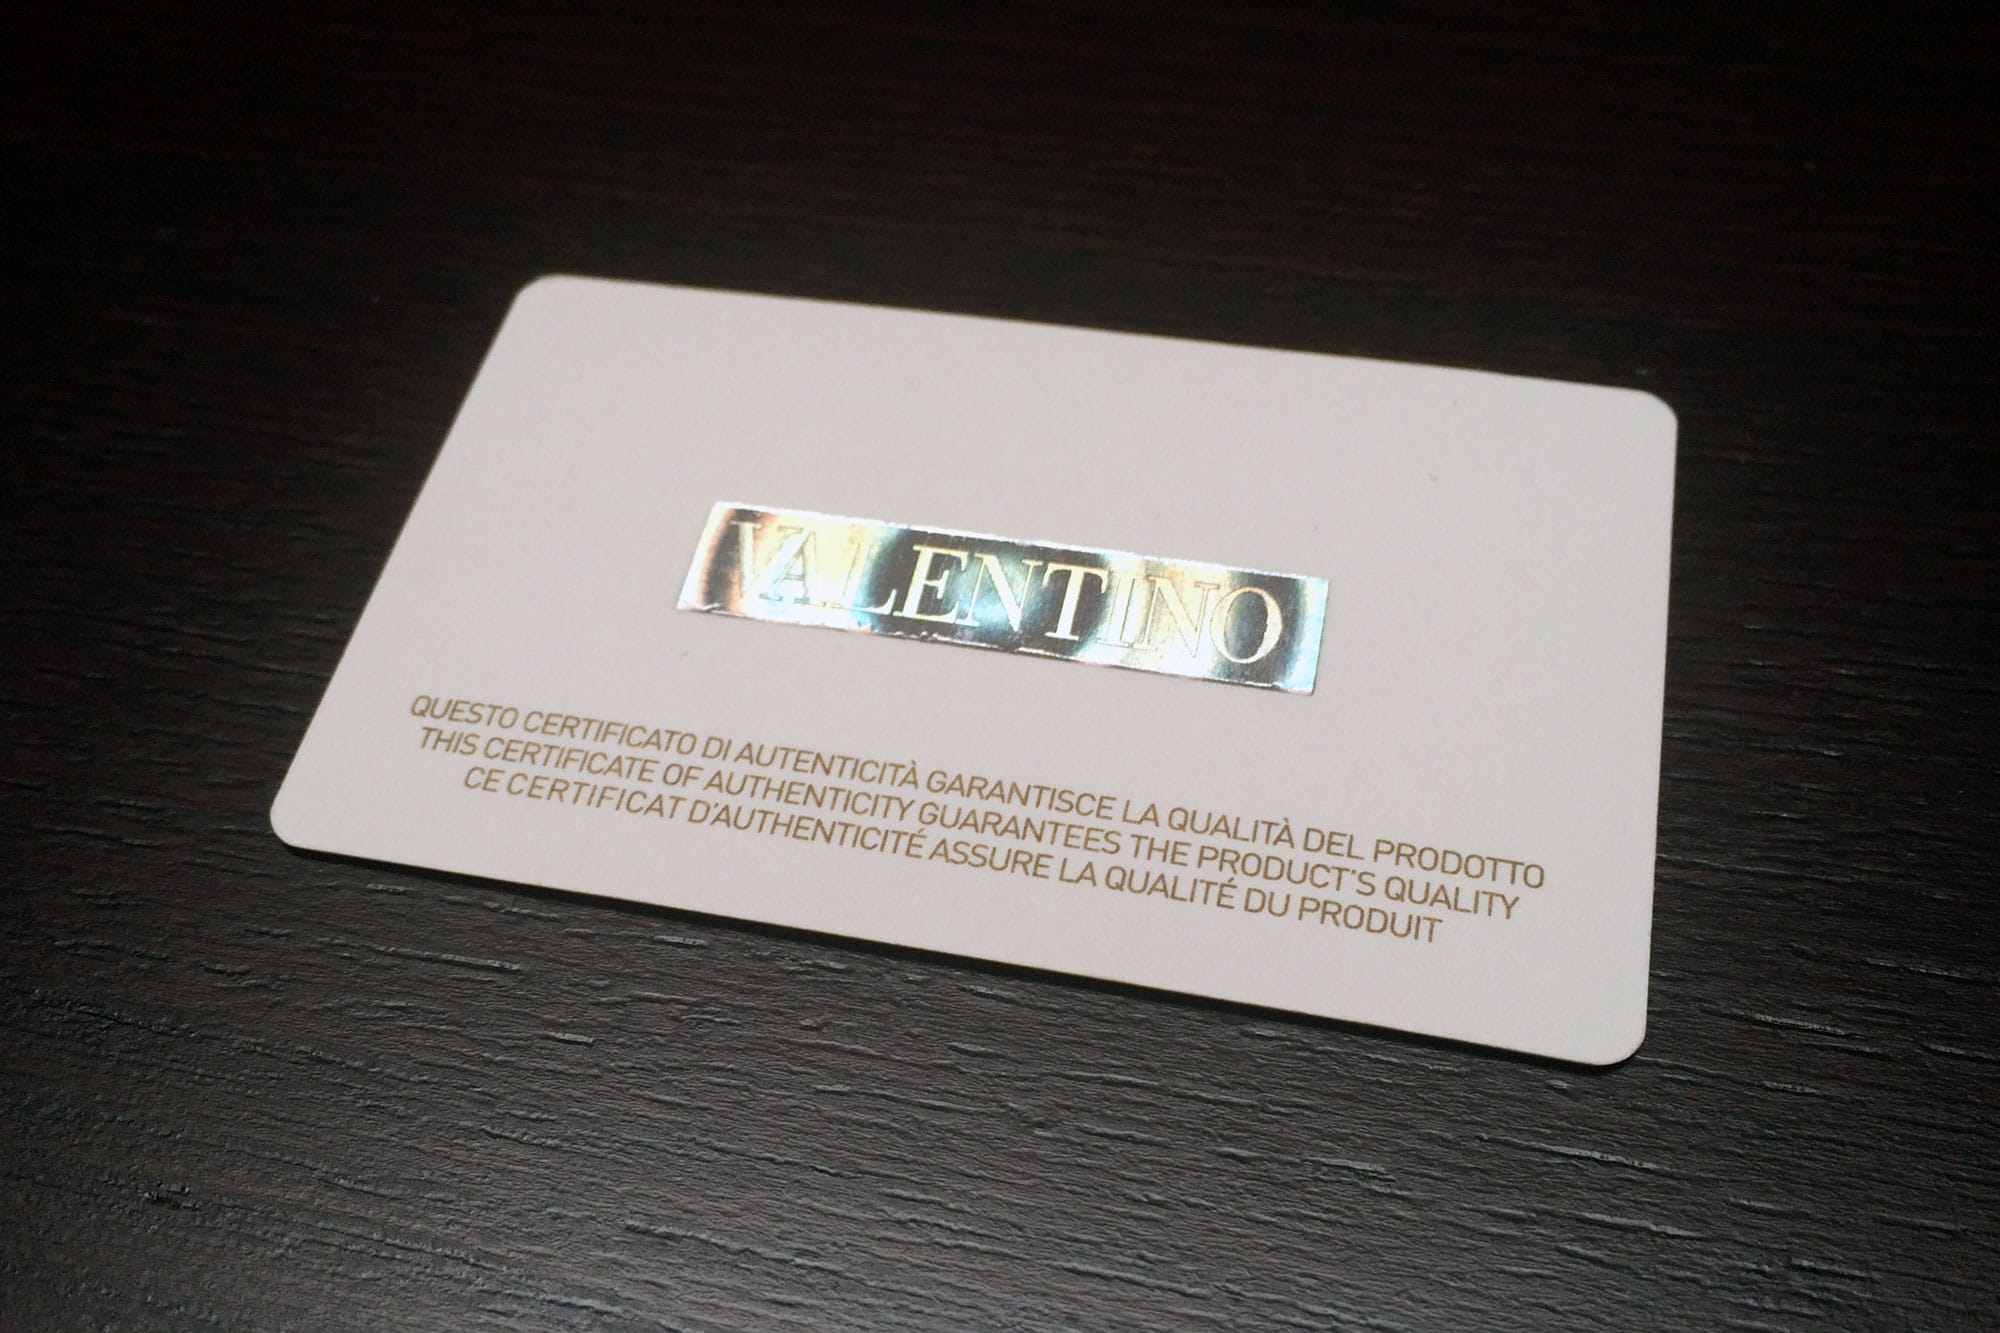 VALENTINO
QUESTO CERTIFICATO DI AUTENTICITÀ GARANTISCE LA QUALITÀ DEL PRODOTTO
THIS CERTIFICATE OF AUTHENTICITY GUARANTEES THE PRODUCT'S QUALITY
CE CERTIFICAT D'AUTHENTICITÉ ASSURE LA QUALITÉ DU PRODUIT